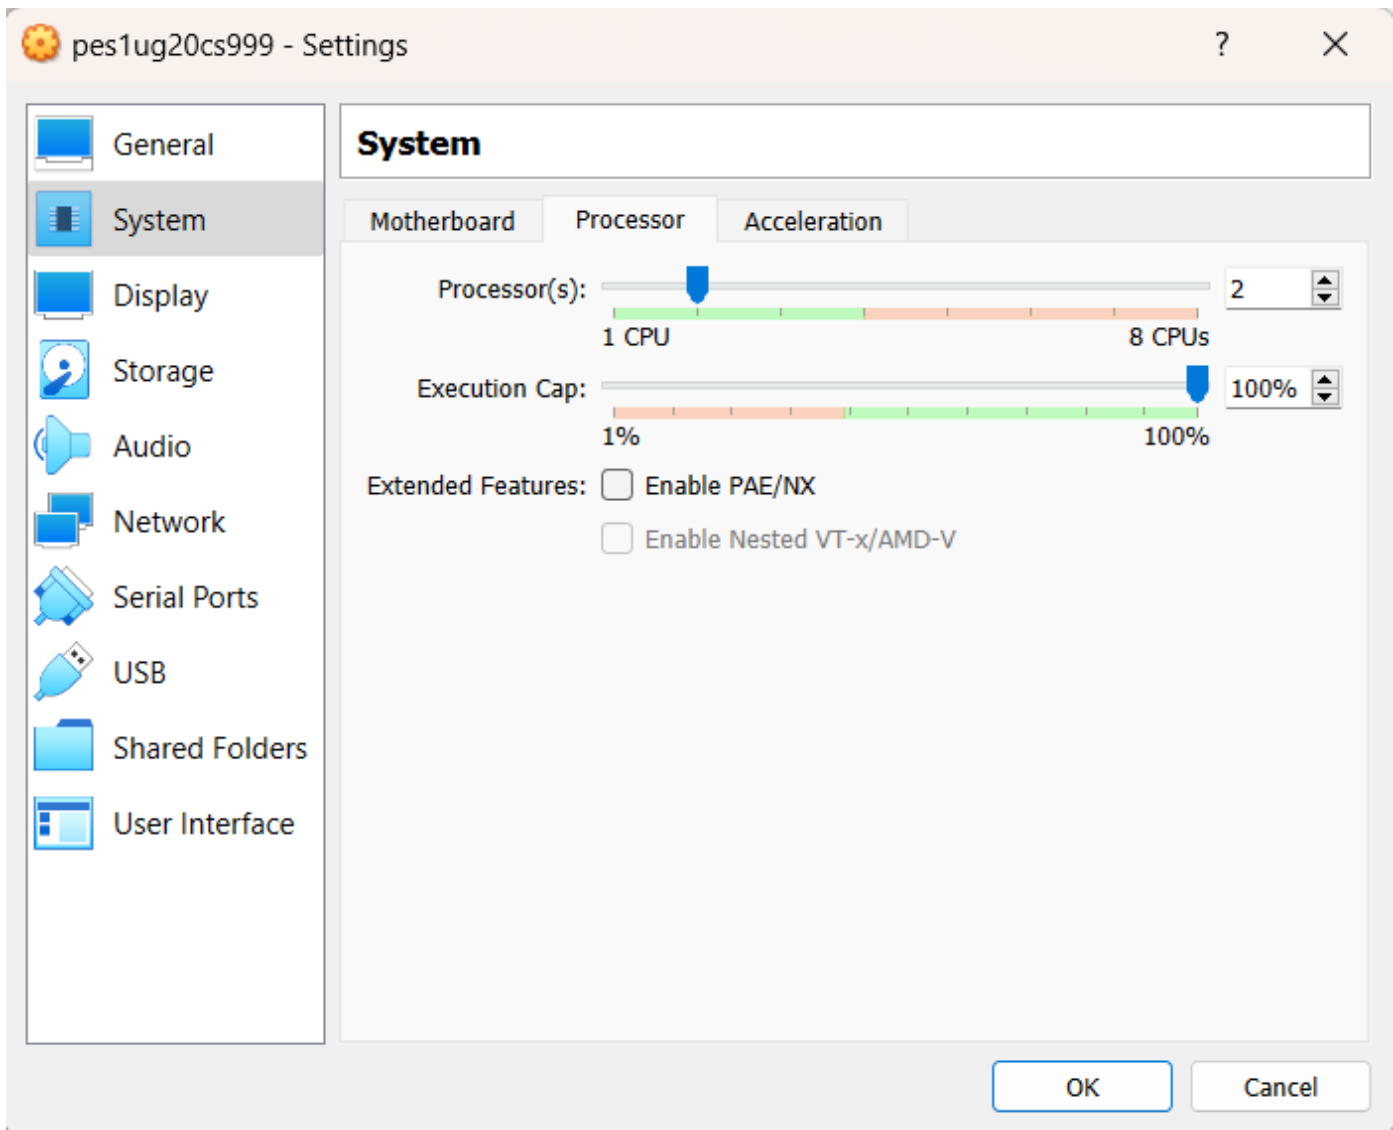 pes1ug20cs999 - Settings
?
General
System
Display
Storage
Audio
Network
Serial Ports
USB
Shared Folders
User Interface
System
Motherboard Processor Acceleration
Processor(s): 2
1 CPU 8 CPUs
Execution Cap: 100%
1% 100%
Extended Features: Enable PAE/NX
Enable Nested VT-x/AMD-V
OK Cancel